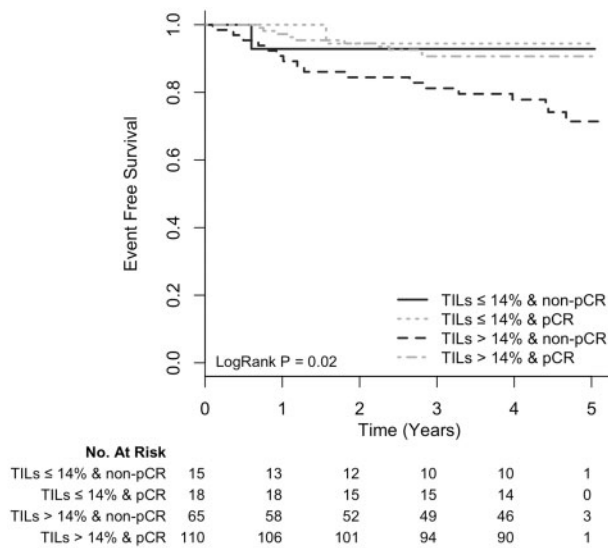 1.0
0.8
0.6
0.4
0.2
0.0
Event Free Survival
TILs ≤ 14% & non-pCR
TILs ≤ 14% & pCR
TILs > 14% & non-pCR
TILs > 14% & pCR
LogRank P = 0.02
0 1 2 3 4 5
Time (Years)
No. At Risk
TILs ≤ 14% & non-pCR 15 13 12 10 10 1
TILs ≤ 14% & pCR 18 18 15 15 14 0
TILs > 14% & non-pCR 65 58 52 49 46 3
TILs > 14% & pCR 110 106 101 94 90 1